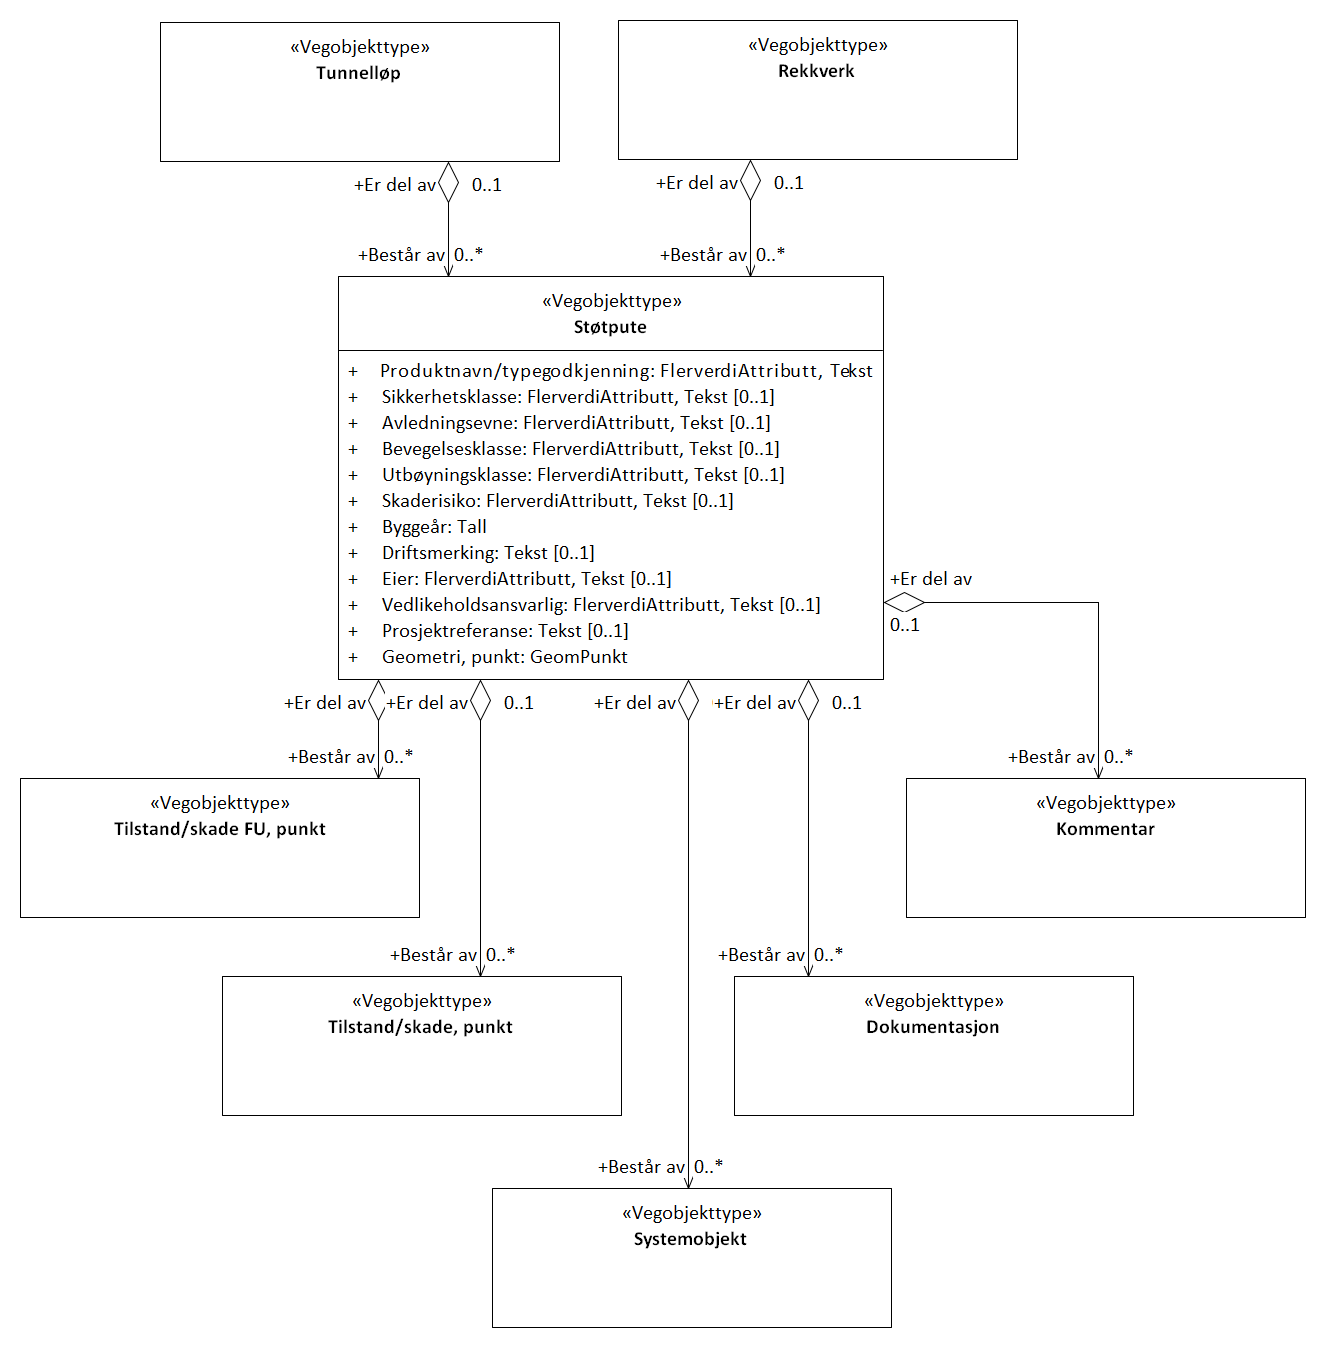 «Vegobjekttype»
Tunnelløp
«Vegobjekttype»
Rekkverk
+Er del av 0..1
+Er del av 0..1
+Består av 0..*
+Består av 0..*
«Vegobjekttype»
Støtpute
+ Produktnavn/typegodkjenning: FlerverdiAttributt, Tekst
+ Sikkerhetsklasse: FlerverdiAttributt, Tekst [0..1]
+ Avledningsevne: FlerverdiAttributt, Tekst [0..1]
+ Bevegelsesklasse: FlerverdiAttributt, Tekst [0..1]
+ Utbøyningsklasse: FlerverdiAttributt, Tekst [0..1]
+ Skaderisiko: FlerverdiAttributt, Tekst [0..1]
+ Byggeår: Tall
+ Driftsmerking: Tekst [0..1]
+ Eier: FlerverdiAttributt, Tekst [0..1]
+ Vedlikeholdsansvarlig: FlerverdiAttributt, Tekst [0..1]
+ Prosjektreferanse: Tekst [0..1]
+ Geometri, punkt: GeomPunkt
+Er del av
0..1
+Er del av
+Er del av 0..1
+Er del av
+Er del av 0..1
+Består av 0..*
+Består av 0..*
«Vegobjekttype»
Tilstand/skade FU, punkt
«Vegobjekttype»
Kommentar
+Består av 0..*
+Består av 0..*
«Vegobjekttype»
Tilstand/skade, punkt
«Vegobjekttype»
Dokumentasjon
+Består av 0..*
«Vegobjekttype»
Systemobjekt